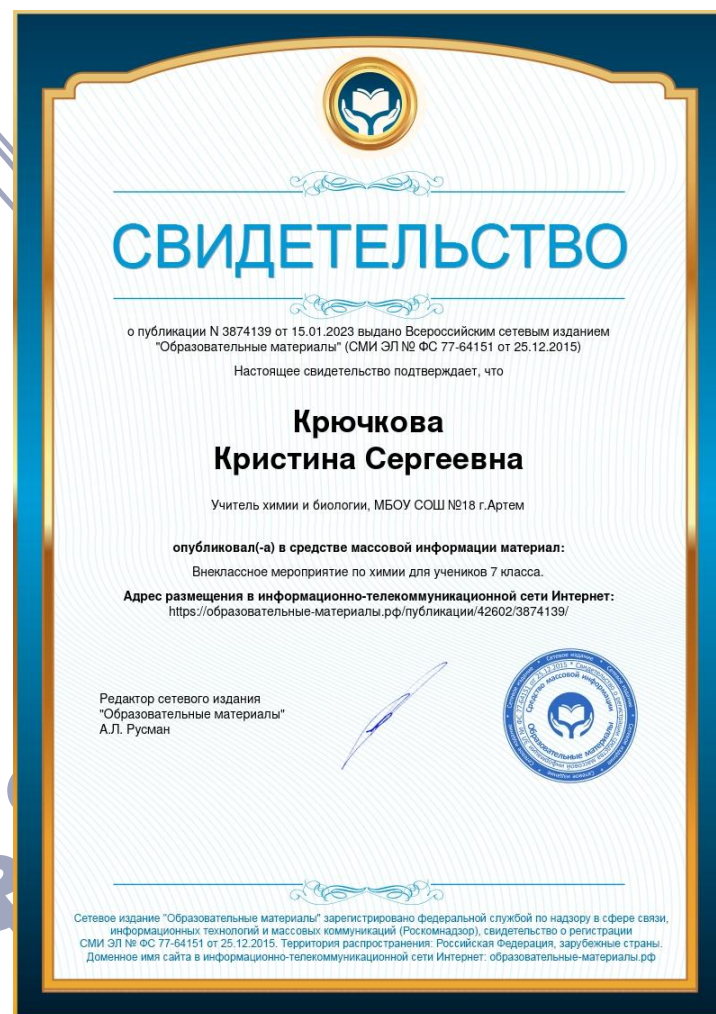 СВИДЕТЕЛЬСТВО
о публикации N 3874139 от 15.01.2023 выдано Всероссийским сетевым изданием
"Образовательные материалы" (СМИ ЭЛ № ФС 77-64151 от 25.12.2015)
Настоящее свидетельство подтверждает, что
Крючкова
Кристина Сергеевна
Учитель химии и биологии, МБОУ СОШ №18 г.Артем
опубликовал(-а) в средстве массовой информации материал:
Внеклассное мероприятие по химии для учеников 7 класса.
Адрес размещения в информационно-телекоммуникационной сети Интернет:
https://образовательные-материалы.рф/публикации/42602/3874139/
Редактор сетевого издания
"Образовательные материалы"
А.Л. Русман
Сетевое издание
Средство массовой информации
Образовательные материалы
Сетевое издание "Образовательные материалы" зарегистрировано федеральной службой по надзору в сфере связи,
информационных технологий и массовых коммуникаций (Роскомнадзор), свидетельство о регистрации
СМИ ЭЛ № ФС 77-64151 от 25.12.2015. Территория распространения: Российская Федерация, зарубежные страны.
Доменное имя сайта в информационно-телекоммуникационной сети Интернет: образовательные-материалы.рф